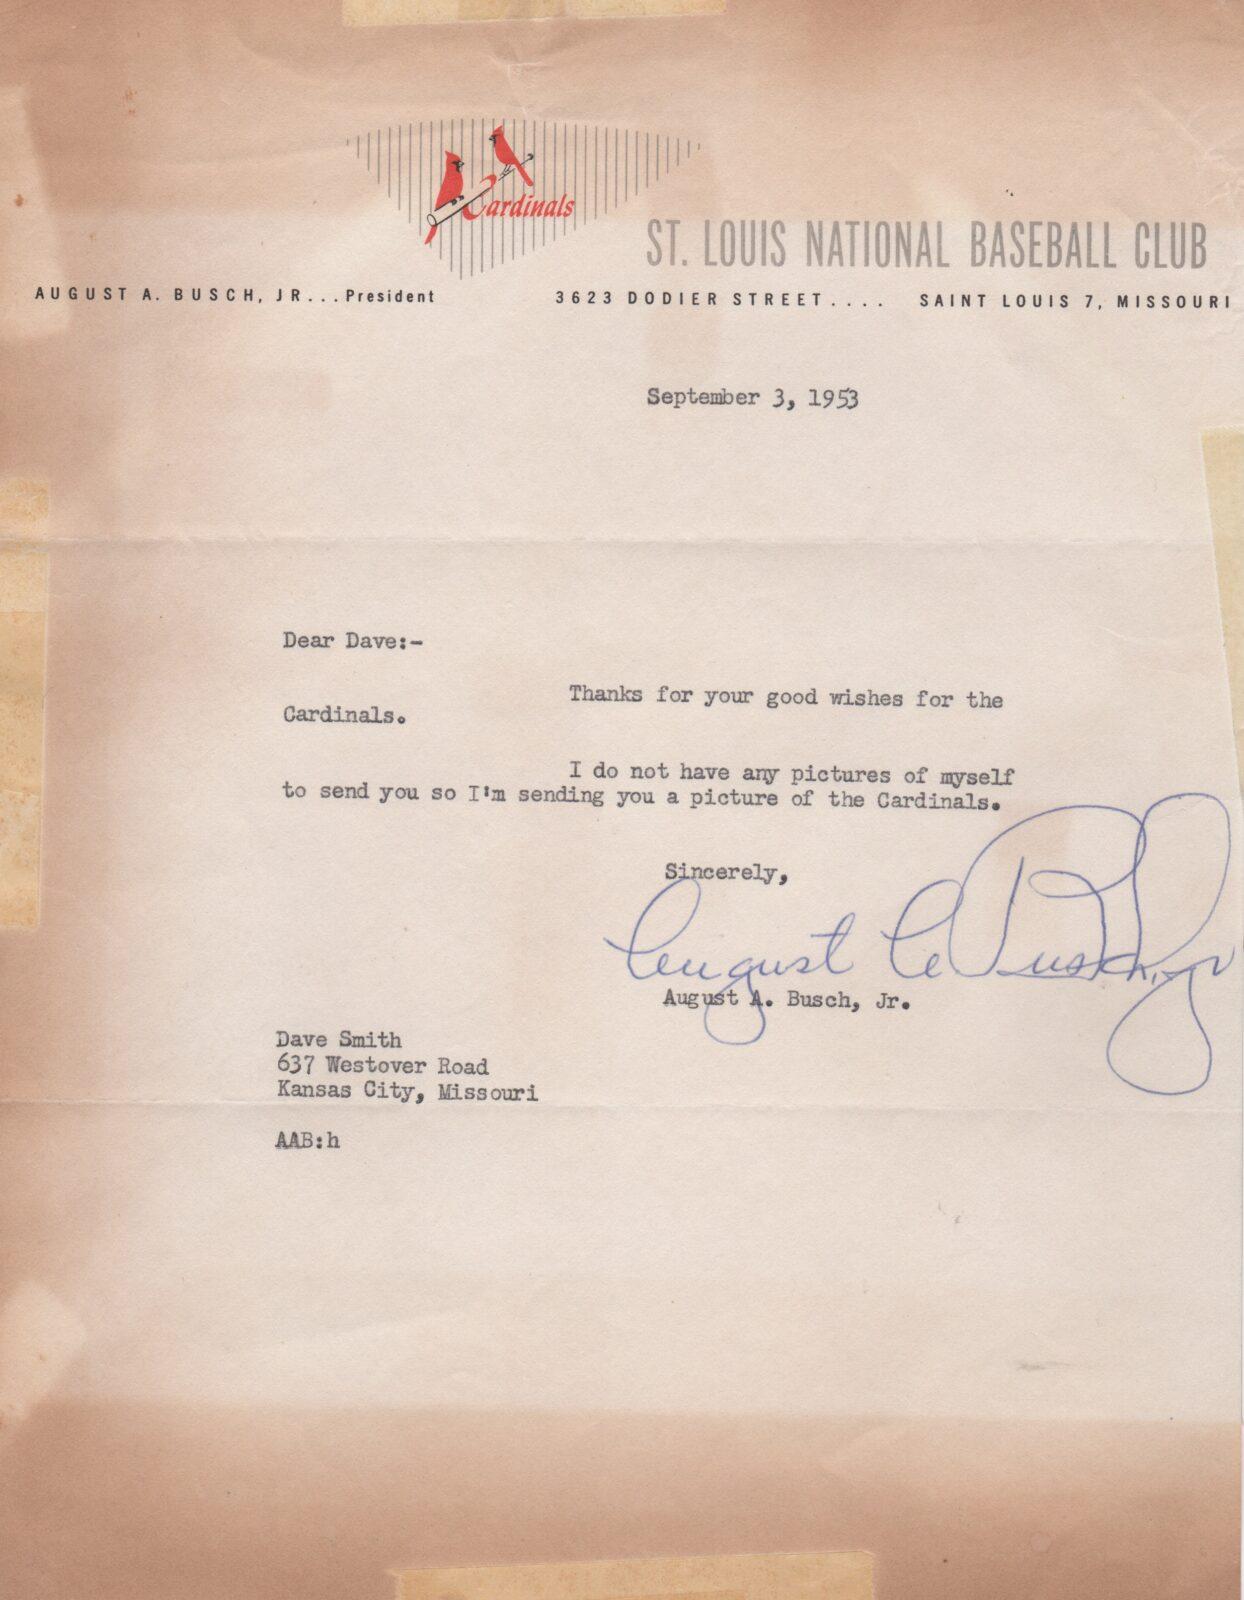 Cardinals
ST. LOUIS NATIONAL BASEBALL CLUB
AUGUST A. BUSCH, JR...President 3623 DODIER STREET.... SAINT LOUIS 7, MISSOURI
September 3, 1953
Dear Dave:-
Thanks for your good wishes for the
Cardinals.
I do not have any pictures of myself
to send you so I'm sending you a picture of the Cardinals.
Sincerely,
August A Busch, Jr
August A. Busch, Jr.
Dave Smith
637 Westover Road
Kansas City, Missouri
AAB:h